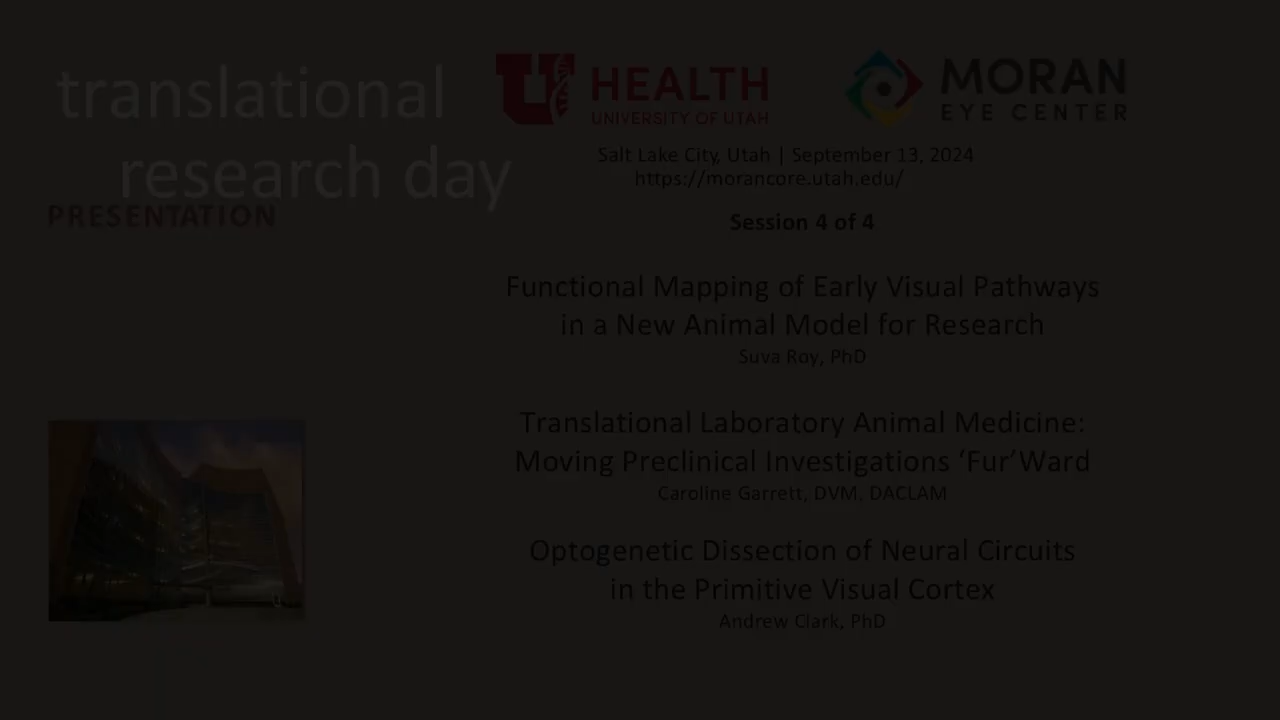 translational
research day
PRESENTATION
HEALTH
UNIVERSITY OF UTAH
MORAN
EYE CENTER
Salt Lake City, Utah | September 13, 2024
https://morancore.utah.edu/
Session 4 of 4
Functional Mapping of Early Visual Pathways
in a New Animal Model for Research
Suva Roy, PhD
Translational Laboratory Animal Medicine:
Moving Preclinical Investigations ‘Fur’Ward
Caroline Garrett, DVM, DACLAM
Optogenetic Dissection of Neural Circuits
in the Primitive Visual Cortex
Andrew Clark, PhD